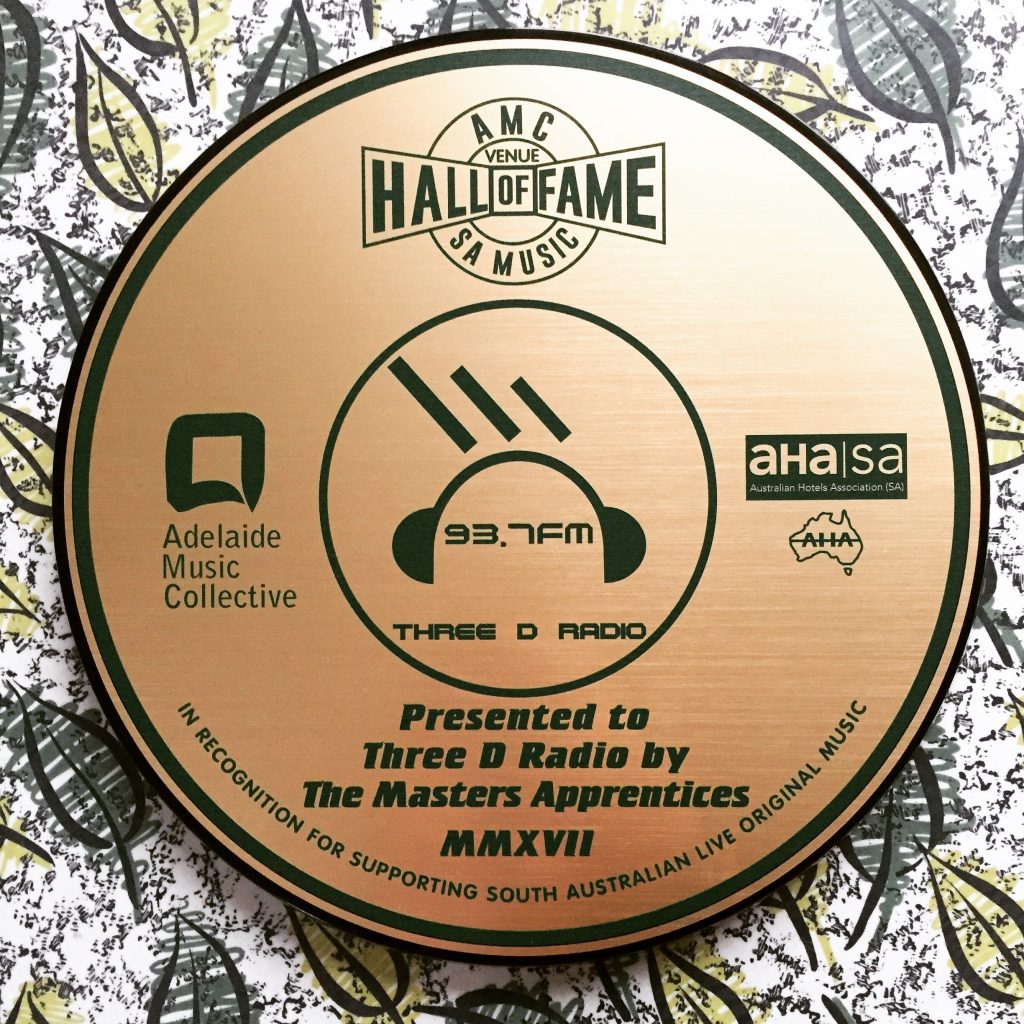 AMC
VENUE
HALL OF FAME
SA MUSIC
93.7FM
THREE D RADIO
Adelaide
Music
Collective
aHa|sa
Australian Hotels Association (SA)
AHA
Presented to
Three D Radio by
The Masters Apprentices
MMXVII
IN RECOGNITION FOR SUPPORTING SOUTH AUSTRALIAN LIVE ORIGINAL MUSIC